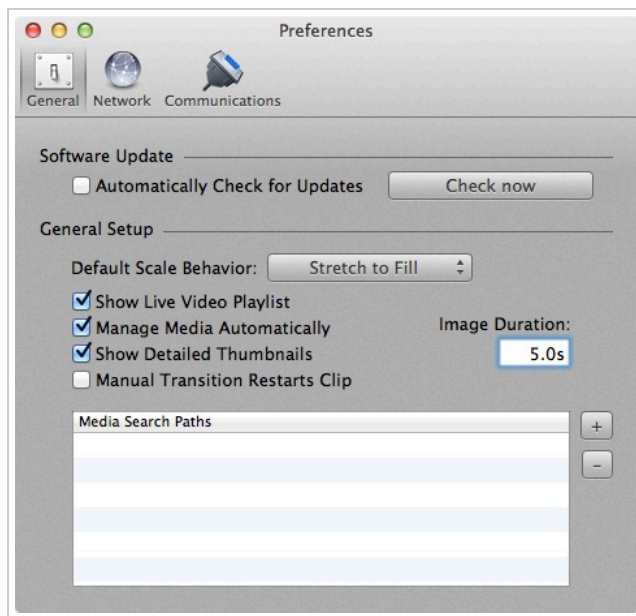 Preferences
General Network Communications
Software Update
Automatically Check for Updates Check now
General Setup
Default Scale Behavior: Stretch to Fill
Show Live Video Playlist
Manage Media Automatically Image Duration:
Show Detailed Thumbnails 5.0s
Manual Transition Restarts Clip
Media Search Paths +
-